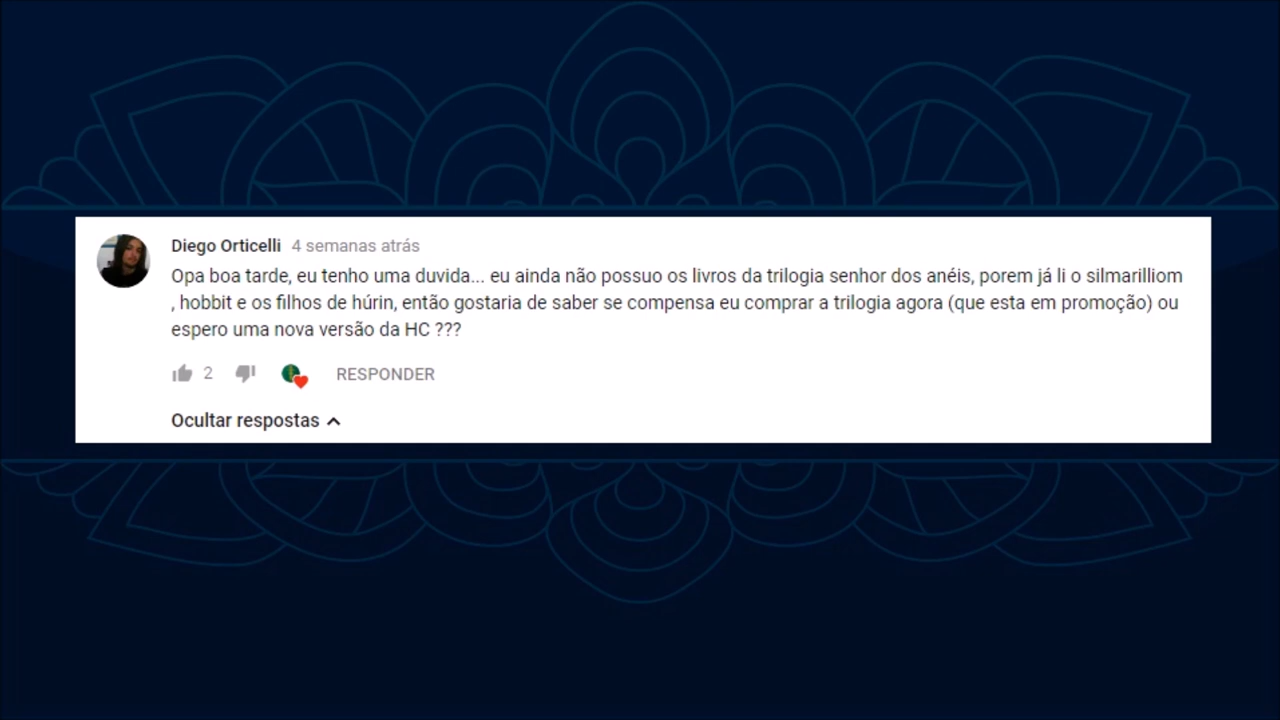 Diego Orticelli 4 semanas atrás
Opa boa tarde, eu tenho uma duvida... eu ainda não possuo os livros da trilogia senhor dos anéis, porem já li o silmarilliom
, hobbit e os filhos de húrin, então gostaria de saber se compensa eu comprar a trilogia agora (que esta em promoção) ou
espero uma nova versão da HC ???
2 RESPONDER
Ocultar respostas